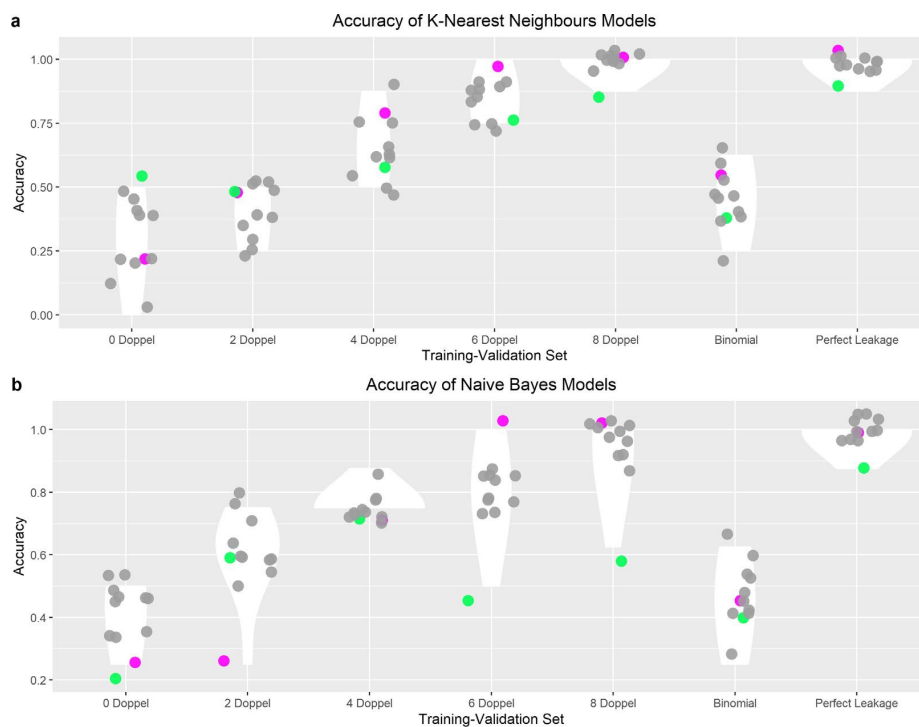 a
Accuracy of K-Nearest Neighbours Models
1.00
0.75
0.50
0.25
0.00
Accuracy
0 Doppel 2 Doppel 4 Doppel 6 Doppel 8 Doppel Binomial Perfect Leakage
Training-Validation Set
b
Accuracy of Naive Bayes Models
1.0
0.8
0.6
0.4
0.2
Accuracy
0 Doppel 2 Doppel 4 Doppel 6 Doppel 8 Doppel Binomial Perfect Leakage
Training-Validation Set